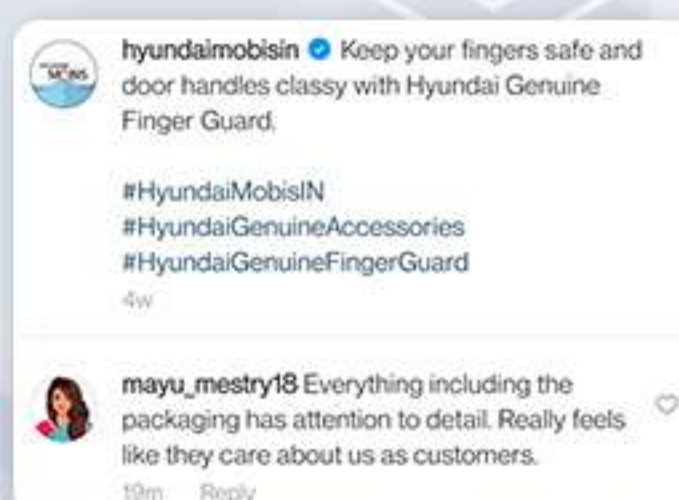 hyundaimobisin Keep your fingers safe and
door handles classy with Hyundai Genuine
Finger Guard.
#HyundaiMobisIN
#HyundaiGenuineAccessories
#HyundaiGenuineFingerGuard
4w
mayu_mestry18 Everything including the
packaging has attention to detail. Really feels
like they care about us as customers.
19m Reply